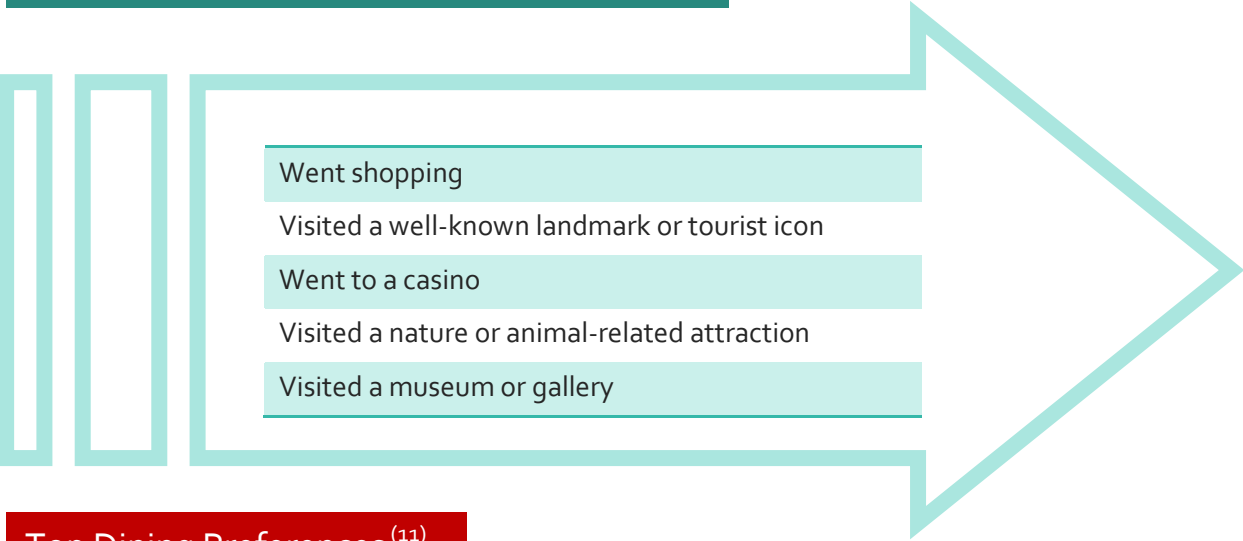 Went shopping
Visited a well-known landmark or tourist icon
Went to a casino
Visited a nature or animal-related attraction
Visited a museum or gallery
Top Dining Preferences (11)